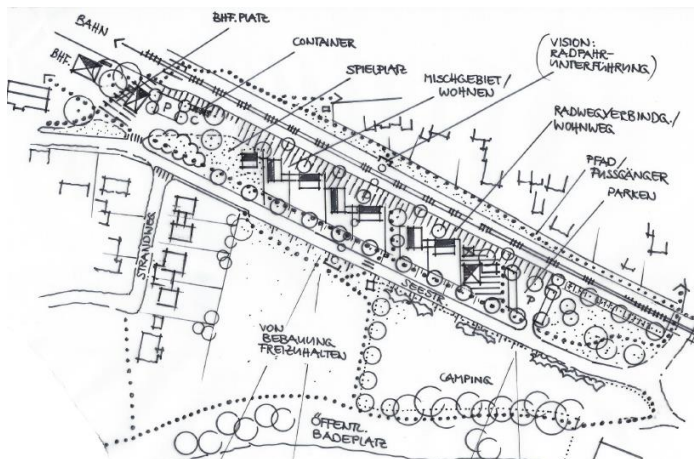 BAHN
BHF. PLATZ
BHF.
CONTAINER
SPIELPLATZ
MISCHGEBIET/
WOHNEN
(VISION:
RADFAHR-
UNTERFÜHRUNG)
RADWEGVERBINDG./
WOHNWEG
PFAD/
FUSSGÄNGER
PARKEN
P
C
STRANDWEG
SEESTR.
P
VON
BEBAUUNG
FREIZUHALTEN
CAMPING
ÖFFENTL.
BADEPLATZ